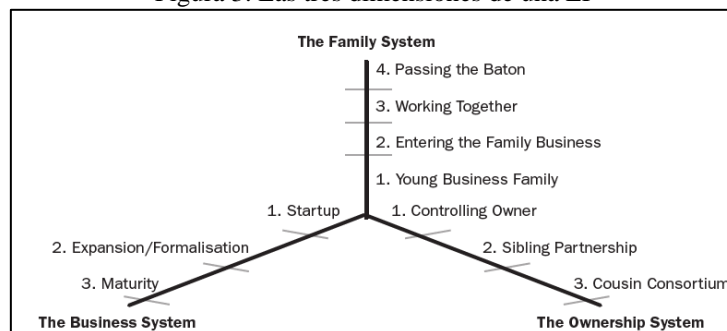 Figura 3. Las tres dimensiones de una EF
The Family System
4. Passing the Baton
3. Working Together
2. Entering the Family Business
1. Young Business Family
1. Startup
1. Controlling Owner
2. Expansion/Formalisation
2. Sibling Partnership
3. Maturity
3. Cousin Consortium
The Business System
The Ownership System